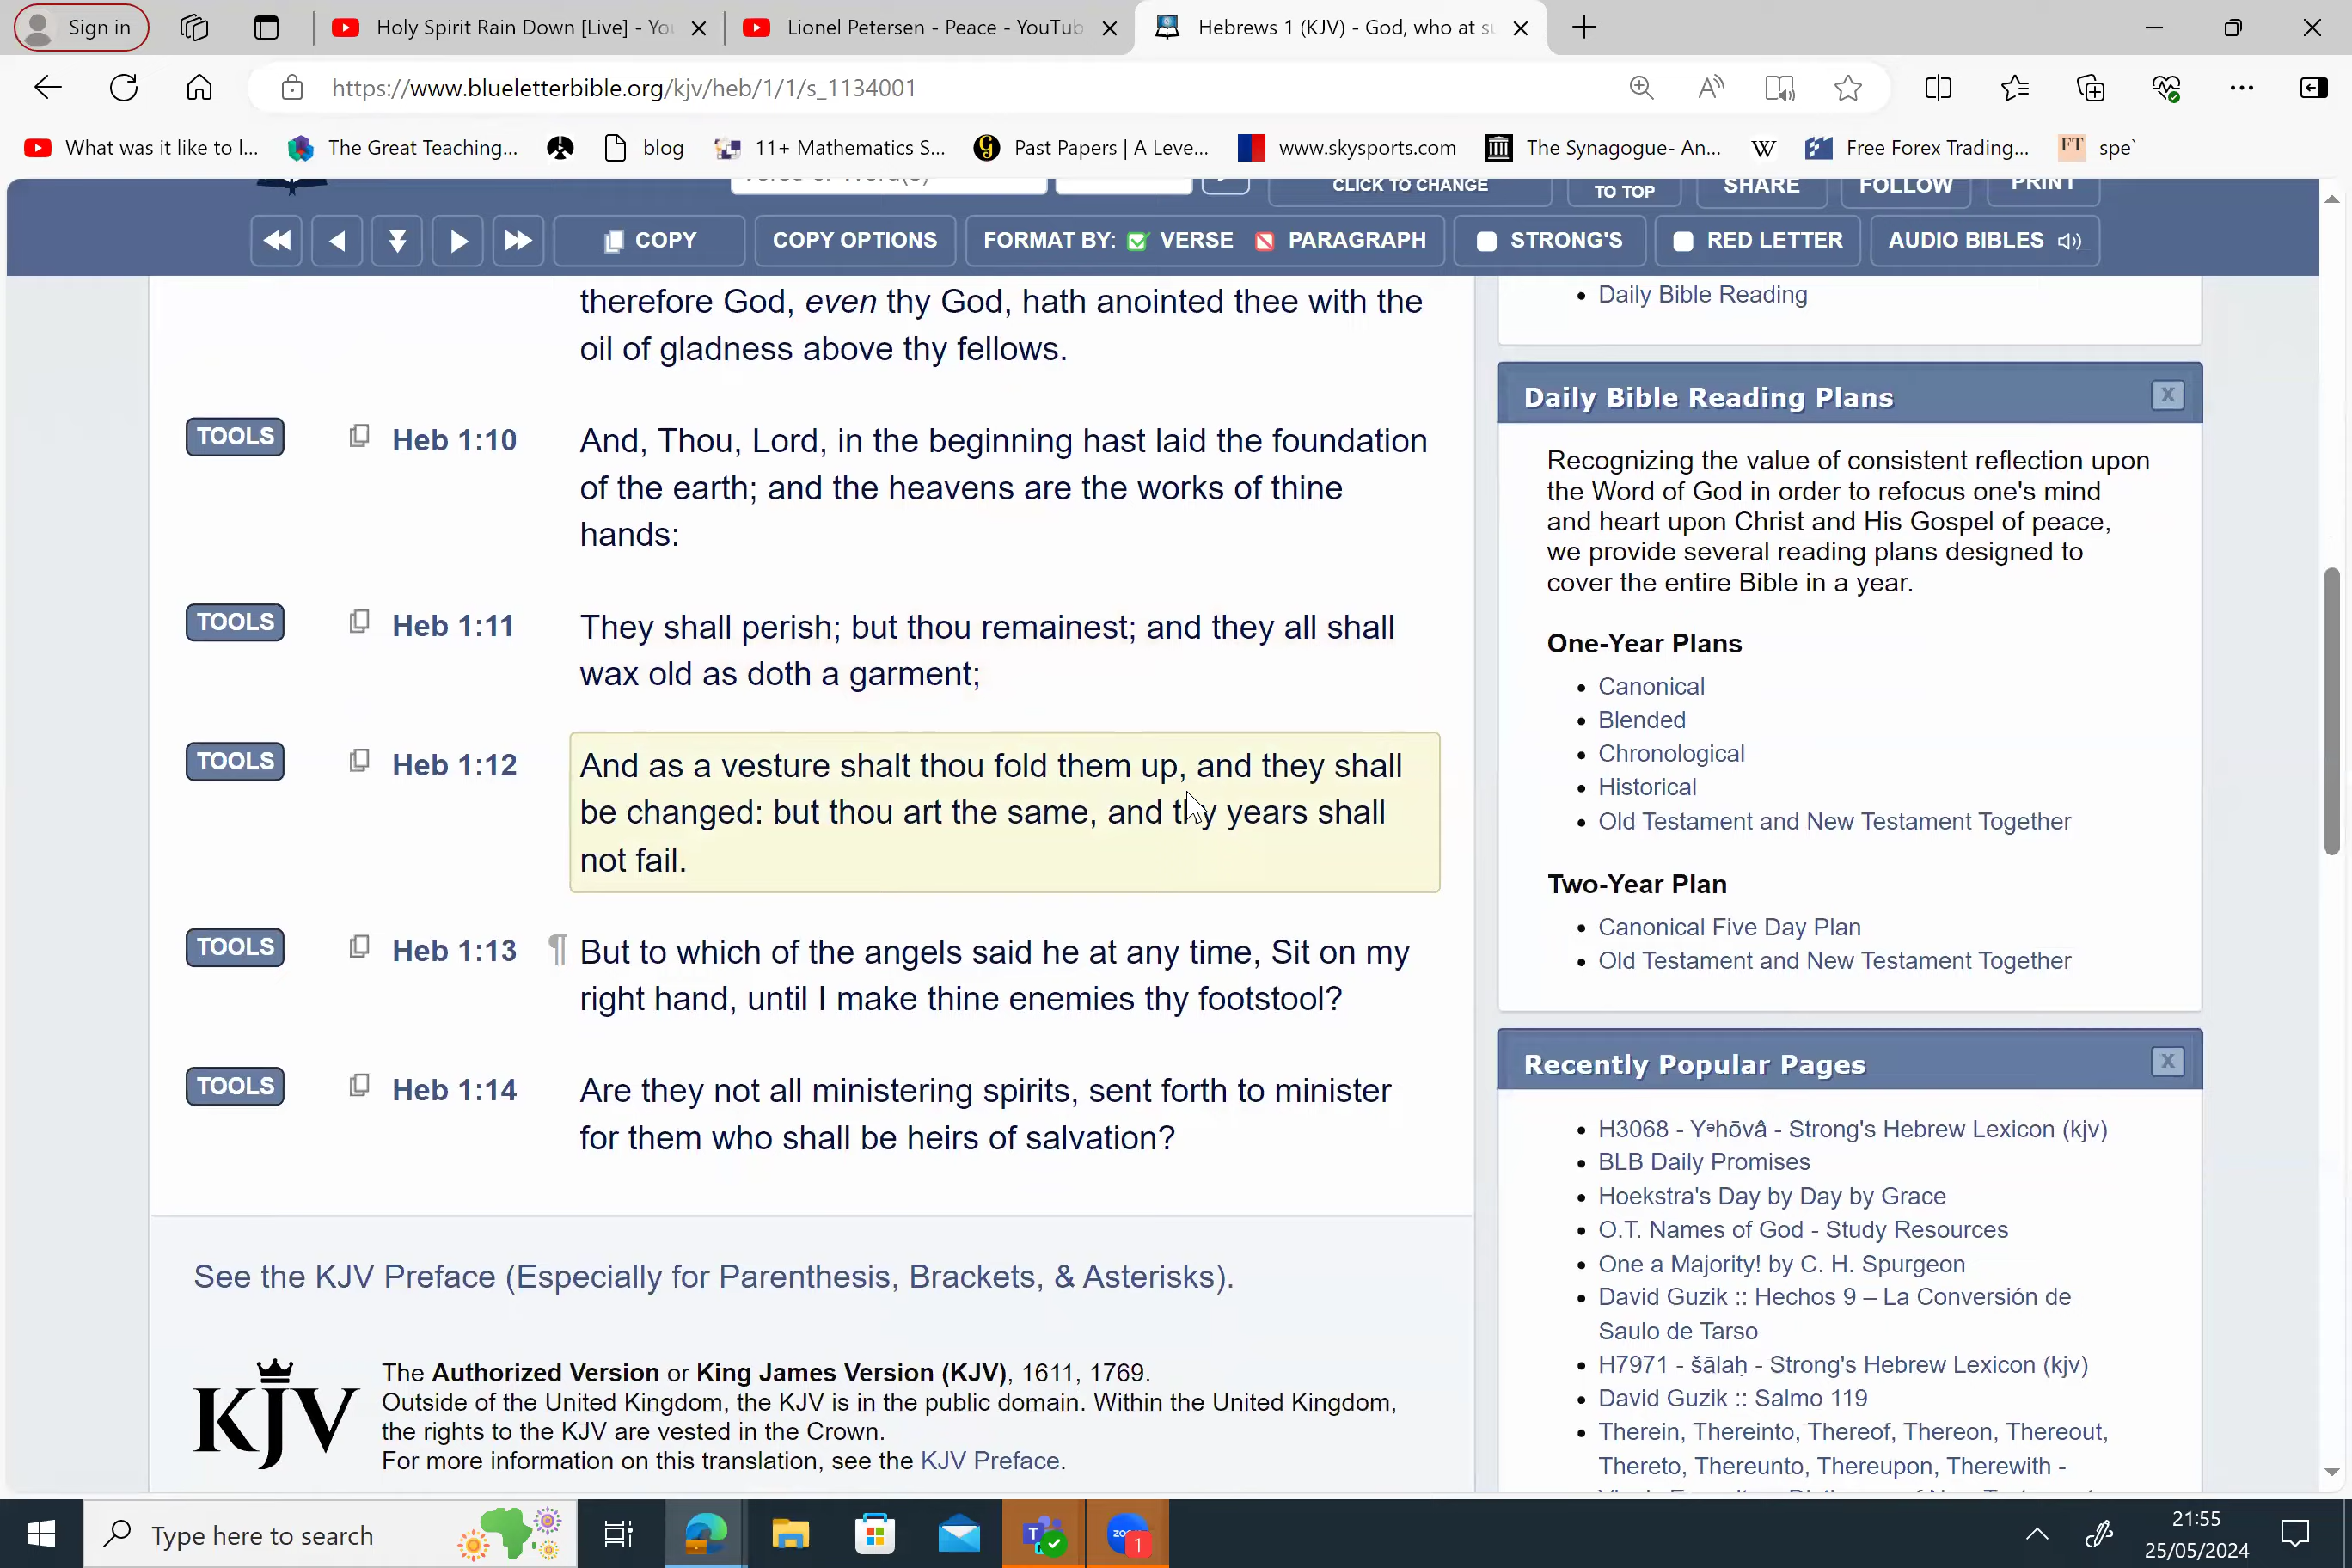 Sign in
Holy Spirit Rain Down [Live] - You
Lionel Petersen - Peace - YouTub
Hebrews 1 (KJV) - God, who at su
https://www.blueletterbible.org/kjv/heb/1/1/s_1134001
What was it like to l...
The Great Teaching...
blog
11+ Mathematics S...
Past Papers | A Leve...
www.skysports.com
The Synagogue- An...
W
Free Forex Trading...
FT
spe`
CLICK TO CHANGE
TO TOP
SHARE
FOLLOW
PRINT
COPY
COPY OPTIONS
FORMAT BY: VERSE PARAGRAPH
STRONG'S
RED LETTER
AUDIO BIBLES
therefore God, even thy God, hath anointed thee with the
oil of gladness above thy fellows.
TOOLS Heb 1:10 And, Thou, Lord, in the beginning hast laid the foundation
of the earth; and the heavens are the works of thine
hands:
TOOLS Heb 1:11 They shall perish; but thou remainest; and they all shall
wax old as doth a garment;
TOOLS Heb 1:12 And as a vesture shalt thou fold them up, and they shall
be changed: but thou art the same, and thy years shall
not fail.
TOOLS Heb 1:13 ¶ But to which of the angels said he at any time, Sit on my
right hand, until I make thine enemies thy footstool?
TOOLS Heb 1:14 Are they not all ministering spirits, sent forth to minister
for them who shall be heirs of salvation?
See the KJV Preface (Especially for Parenthesis, Brackets, & Asterisks).
KJV
The Authorized Version or King James Version (KJV), 1611, 1769.
Outside of the United Kingdom, the KJV is in the public domain. Within the United Kingdom,
the rights to the KJV are vested in the Crown.
For more information on this translation, see the KJV Preface.
Daily Bible Reading
Daily Bible Reading Plans
X
Recognizing the value of consistent reflection upon
the Word of God in order to refocus one's mind
and heart upon Christ and His Gospel of peace,
we provide several reading plans designed to
cover the entire Bible in a year.
One-Year Plans
Canonical
Blended
Chronological
Historical
Old Testament and New Testament Together
Two-Year Plan
Canonical Five Day Plan
Old Testament and New Testament Together
Recently Popular Pages
X
H3068 - Yᵊhōvâ - Strong's Hebrew Lexicon (kjv)
BLB Daily Promises
Hoekstra's Day by Day by Grace
O.T. Names of God - Study Resources
One a Majority! by C. H. Spurgeon
David Guzik :: Hechos 9 – La Conversión de
Saulo de Tarso
H7971 - šālaḥ - Strong's Hebrew Lexicon (kjv)
David Guzik :: Salmo 119
Therein, Thereinto, Thereof, Thereon, Thereout,
Thereto, Thereunto, Thereupon, Therewith -
Type here to search
zoom
1
21:55
25/05/2024